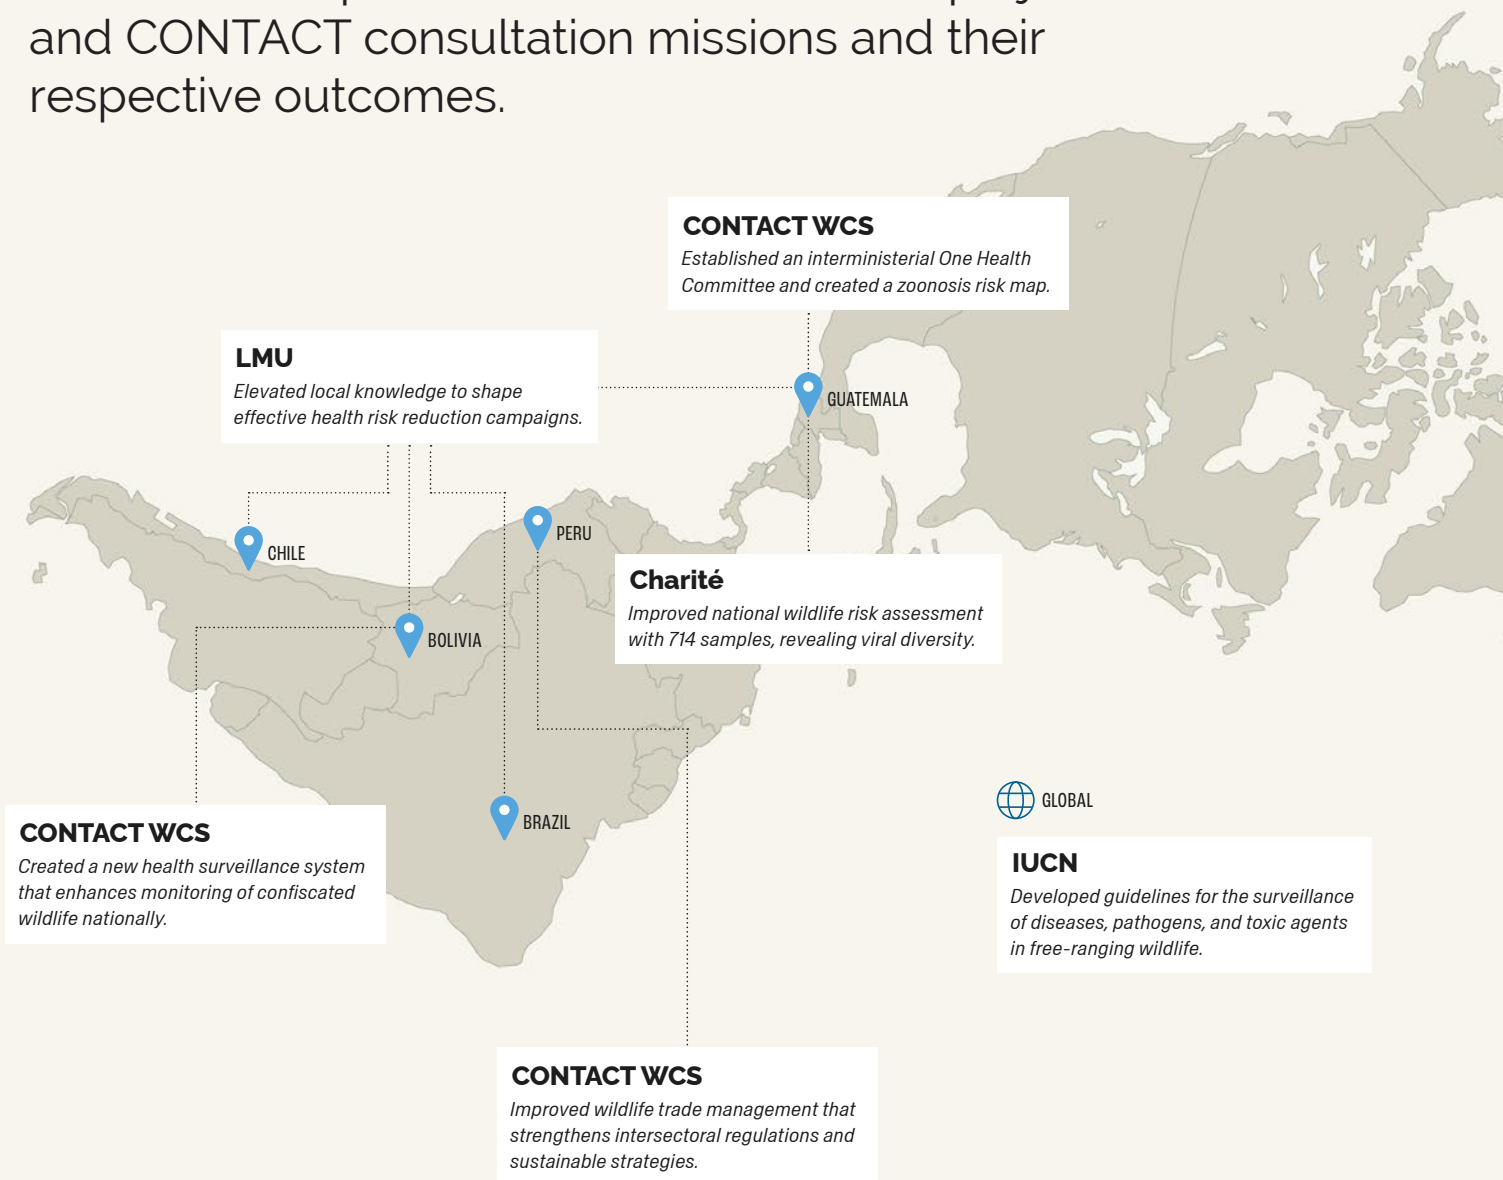 and CONTACT consultation missions and their
respective outcomes.
CONTACT WCS
Established an interministerial One Health
Committee and created a zoonosis risk map.
LMU
Elevated local knowledge to shape
effective health risk reduction campaigns.
GUATEMALA
PERU
CHILE
Charité
Improved national wildlife risk assessment
with 714 samples, revealing viral diversity.
BOLIVIA
GLOBAL
BRAZIL
CONTACT WCS
Created a new health surveillance system
that enhances monitoring of confiscated
wildlife nationally.
IUCN
Developed guidelines for the surveillance
of diseases, pathogens, and toxic agents
in free-ranging wildlife.
CONTACT WCS
Improved wildlife trade management that
strengthens intersectoral regulations and
sustainable strategies.